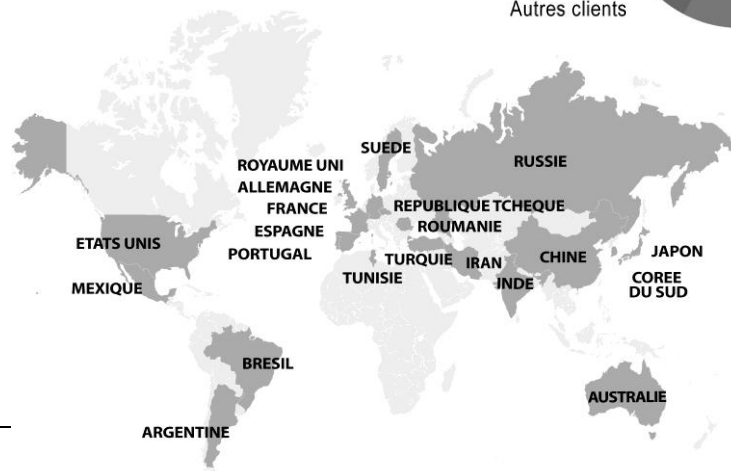 Autres clients
SUEDE
ROYAUME UNI
RUSSIE
ALLEMAGNE
FRANCE
REPUBLIQUE TCHEQUE
ROUMANIE
ESPAGNE
ETATS UNIS
PORTUGAL
TURQUIE
IRAN
CHINE
JAPON
TUNISIE
INDE
COREE
DU SUD
MEXIQUE
BRESIL
AUSTRALIE
ARGENTINE